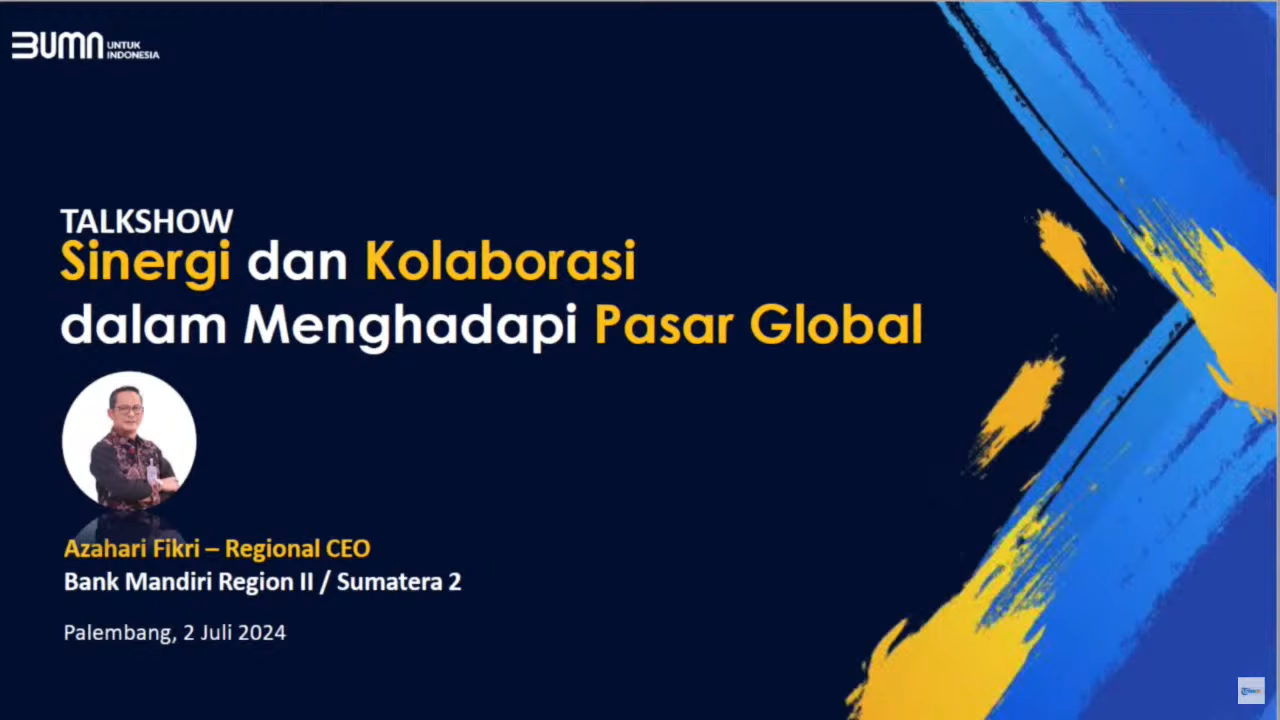 BUMN UNTUK
INDONESIA
TALKSHOW
Sinergi dan Kolaborasi
dalam Menghadapi Pasar Global
Azahari Fikri – Regional CEO
Bank Mandiri Region II / Sumatera 2
Palembang, 2 Juli 2024